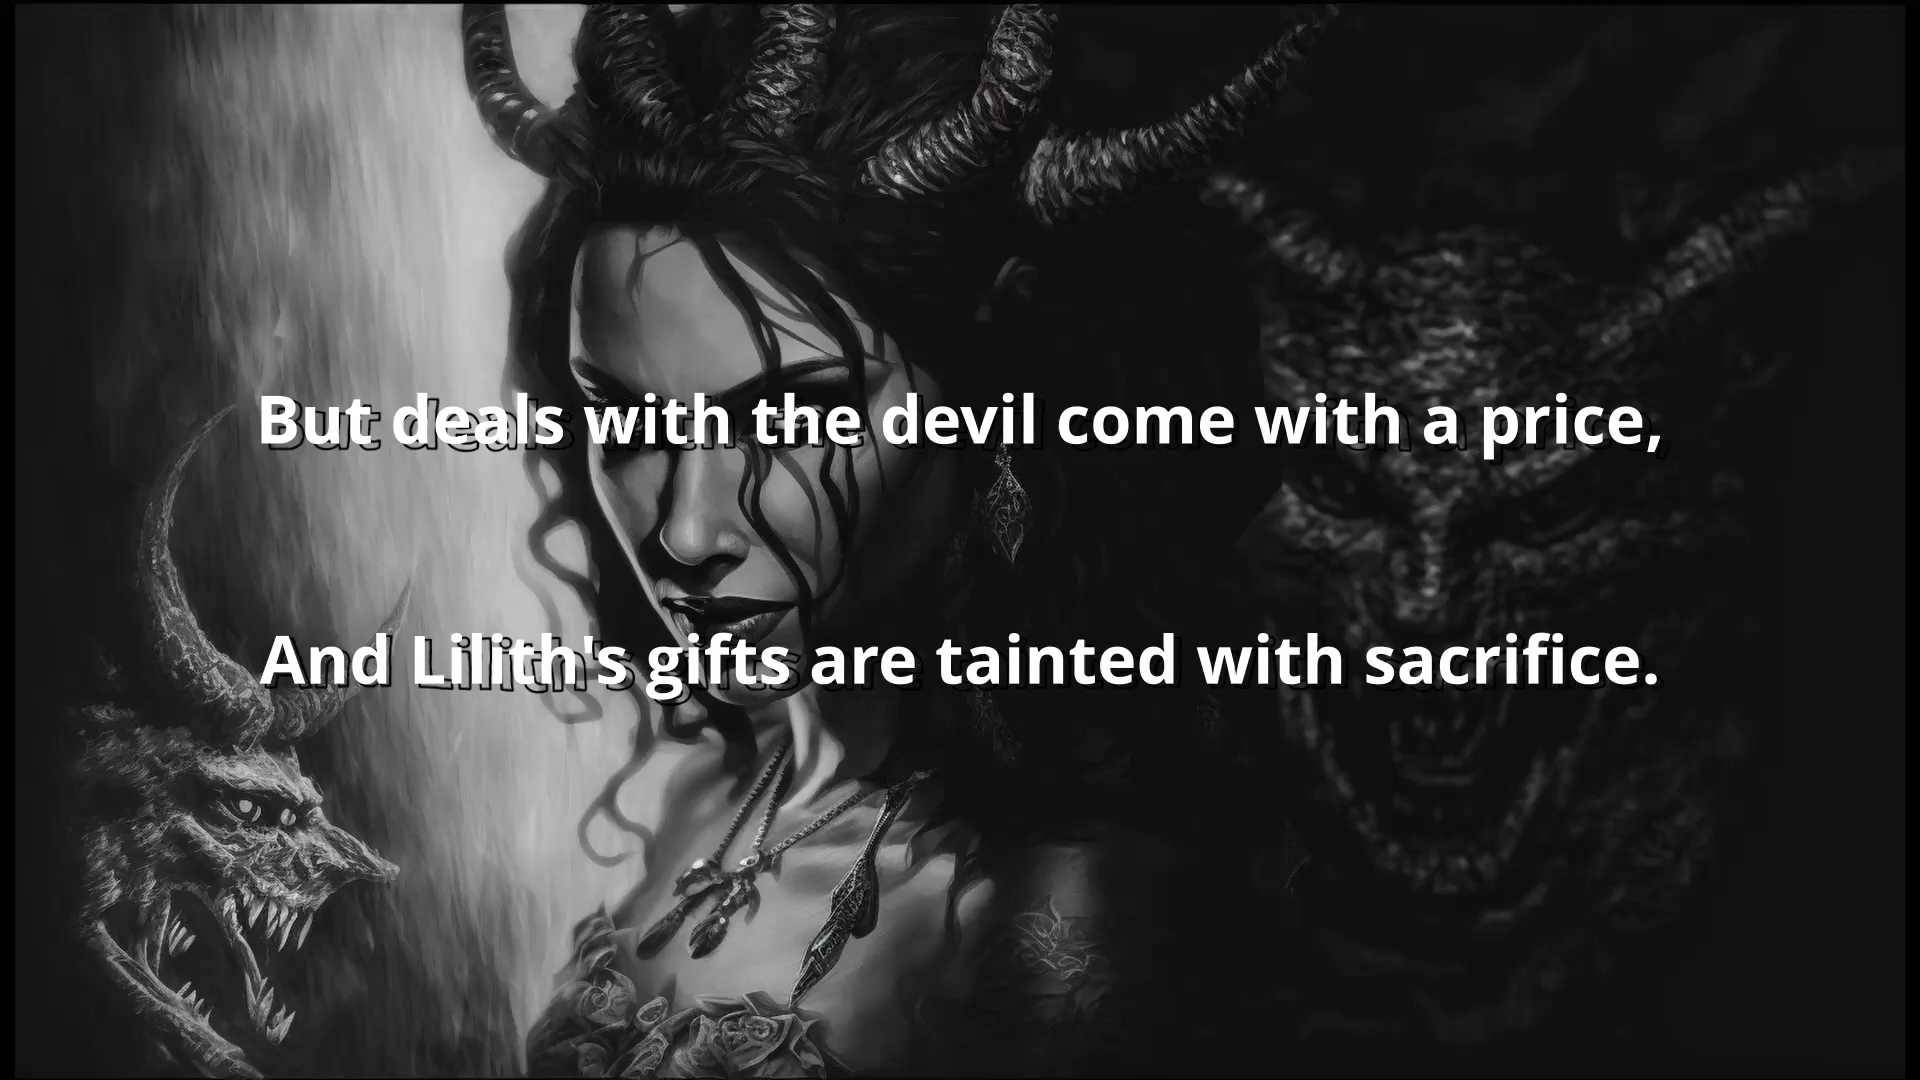 But deals with the devil come with a price,
And Lilith's gifts are tainted with sacrifice.